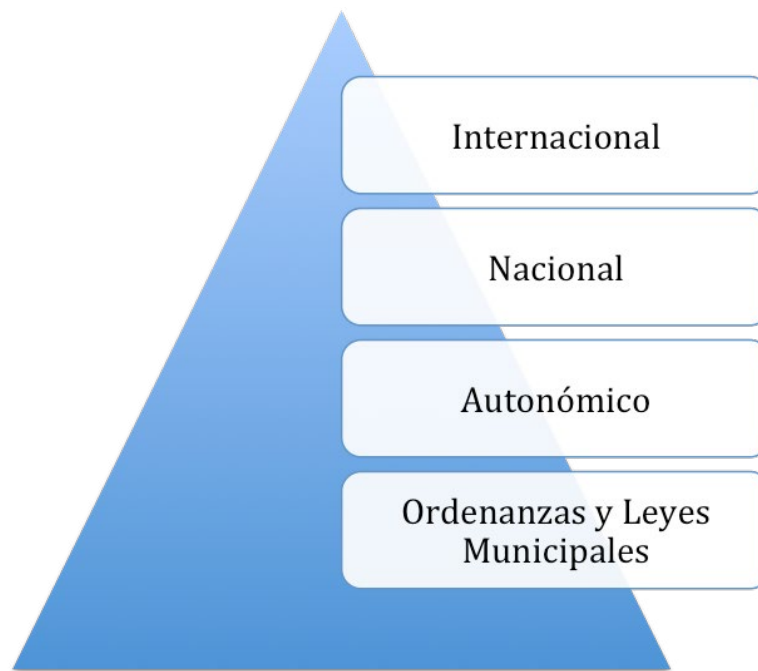 Internacional
Nacional
Autonómico
Ordenanzas y Leyes
Municipales